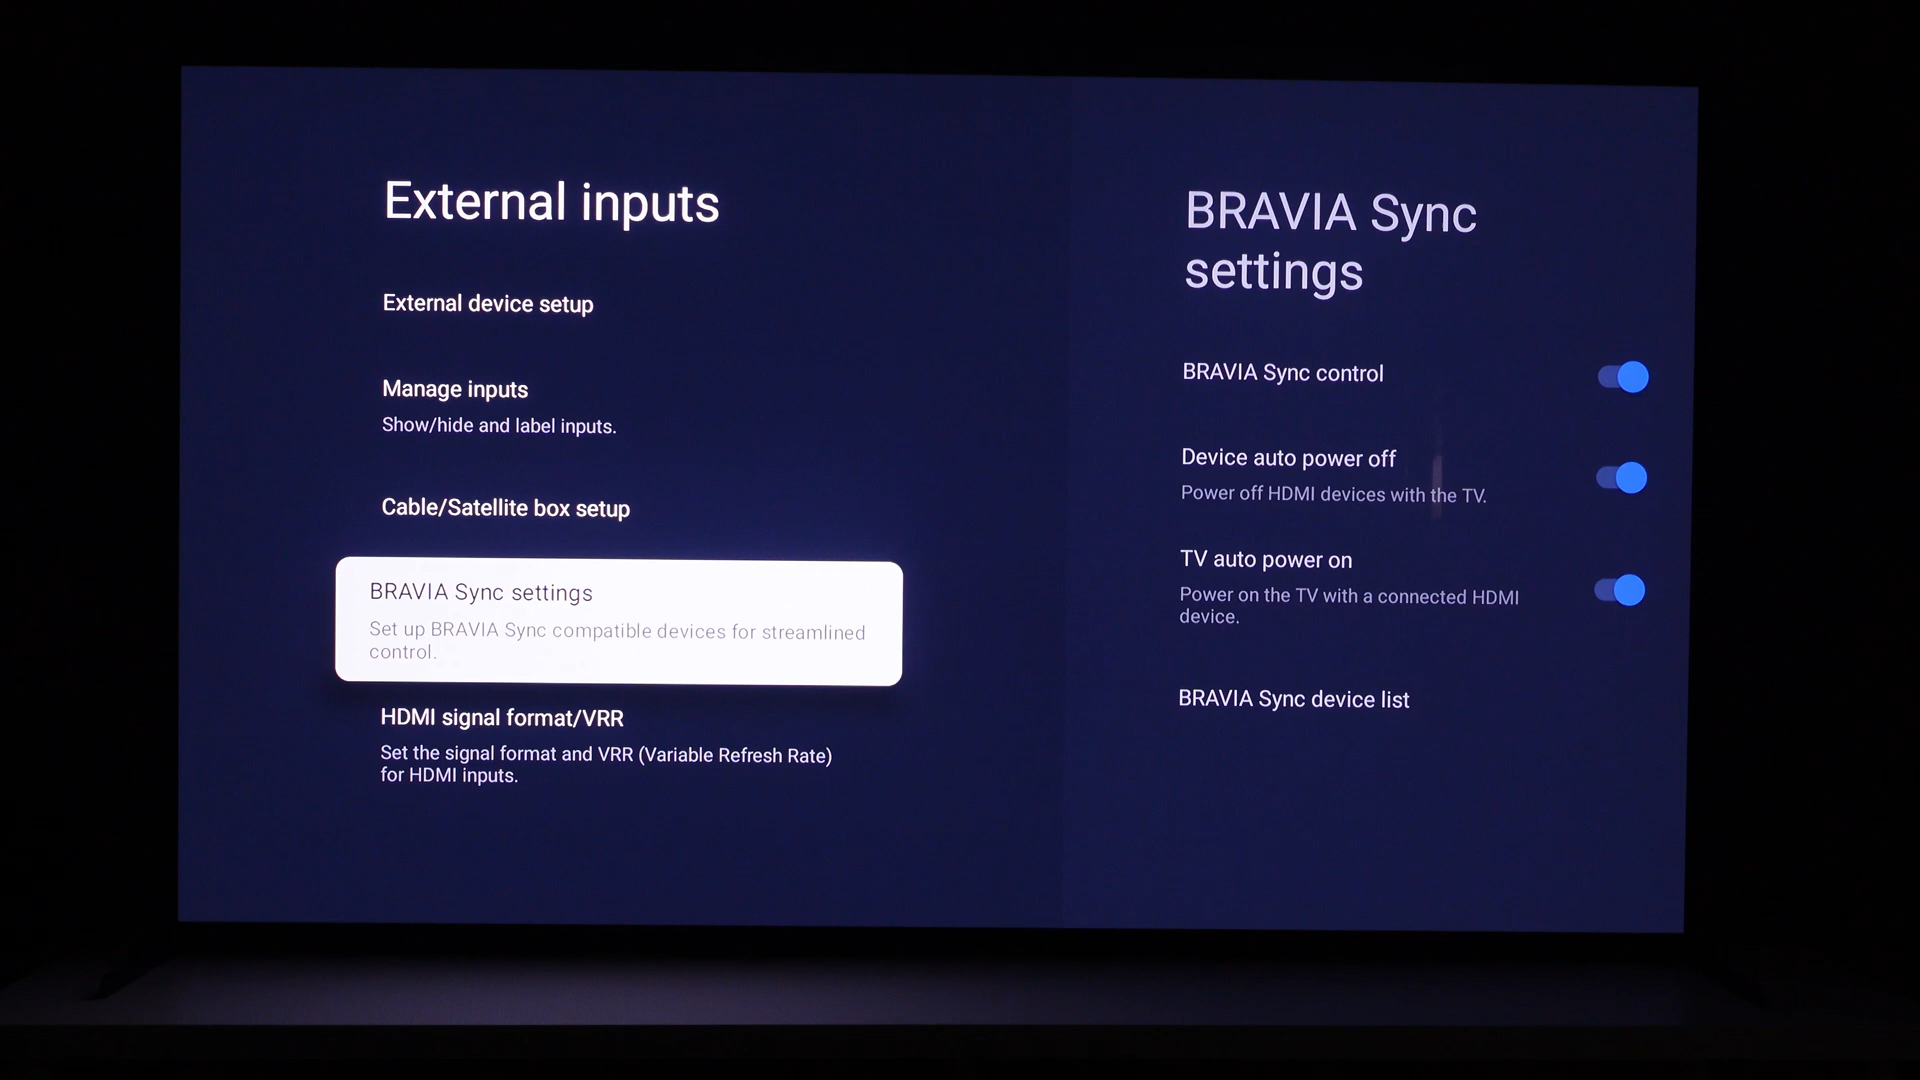 External inputs
External device setup
Manage inputs
Show/hide and label inputs.
Cable/Satellite box setup
BRAVIA Sync settings
Set up BRAVIA Sync compatible devices for streamlined
control.
HDMI signal format/VRR
Set the signal format and VRR (Variable Refresh Rate)
for HDMI inputs.
BRAVIA Sync
settings
BRAVIA Sync control
Device auto power off
Power off HDMI devices with the TV.
TV auto power on
Power on the TV with a connected HDMI
device.
BRAVIA Sync device list